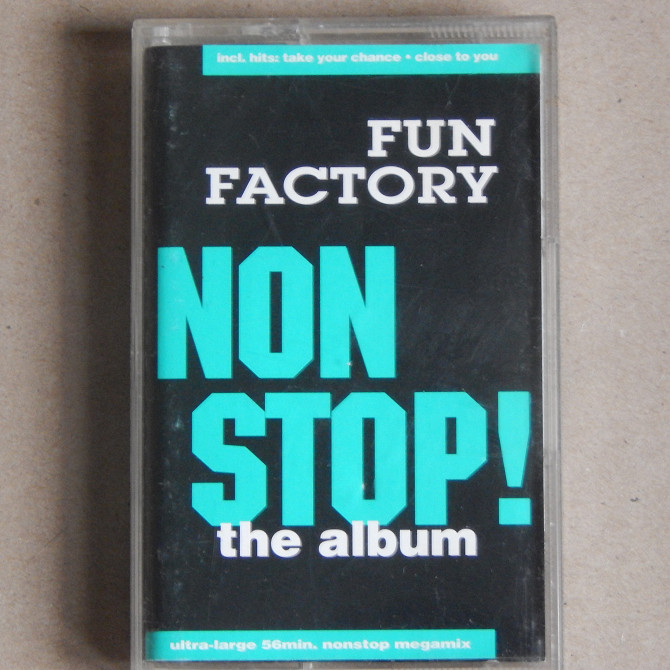 incl. hits: take your chance • close to you
FUN
FACTORY
NON
STOP!
the album
ultra-large 56min. nonstop megamix